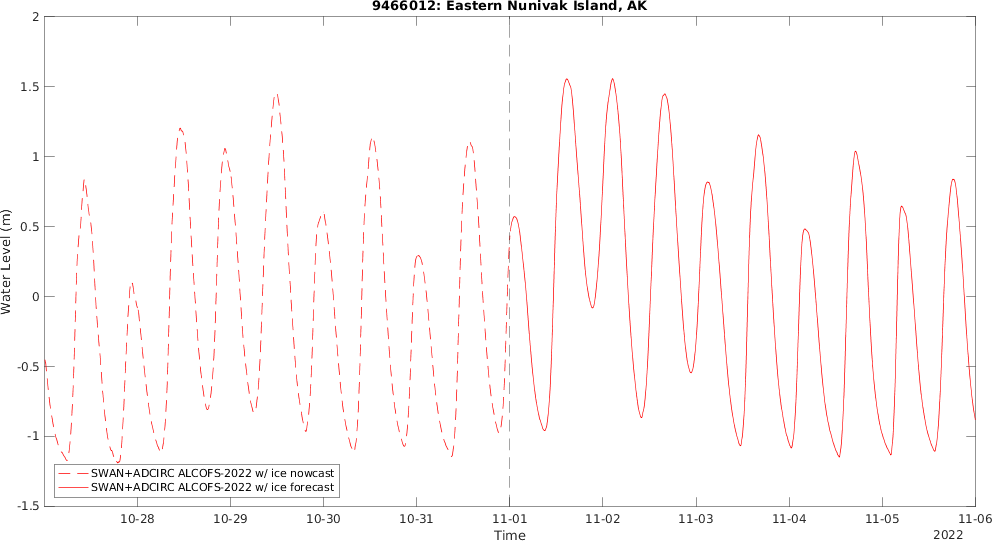 9466012: Eastern Nunivak Island, AK
2
1.5
1
0.5
0
-0.5
-1
-1.5
Water Level (m)
SWAN+ADCIRC ALCOFS-2022 w/ ice nowcast
SWAN+ADCIRC ALCOFS-2022 w/ ice forecast
10-28 10-29 10-30 10-31 11-01 11-02 11-03 11-04 11-05 11-06
Time
2022